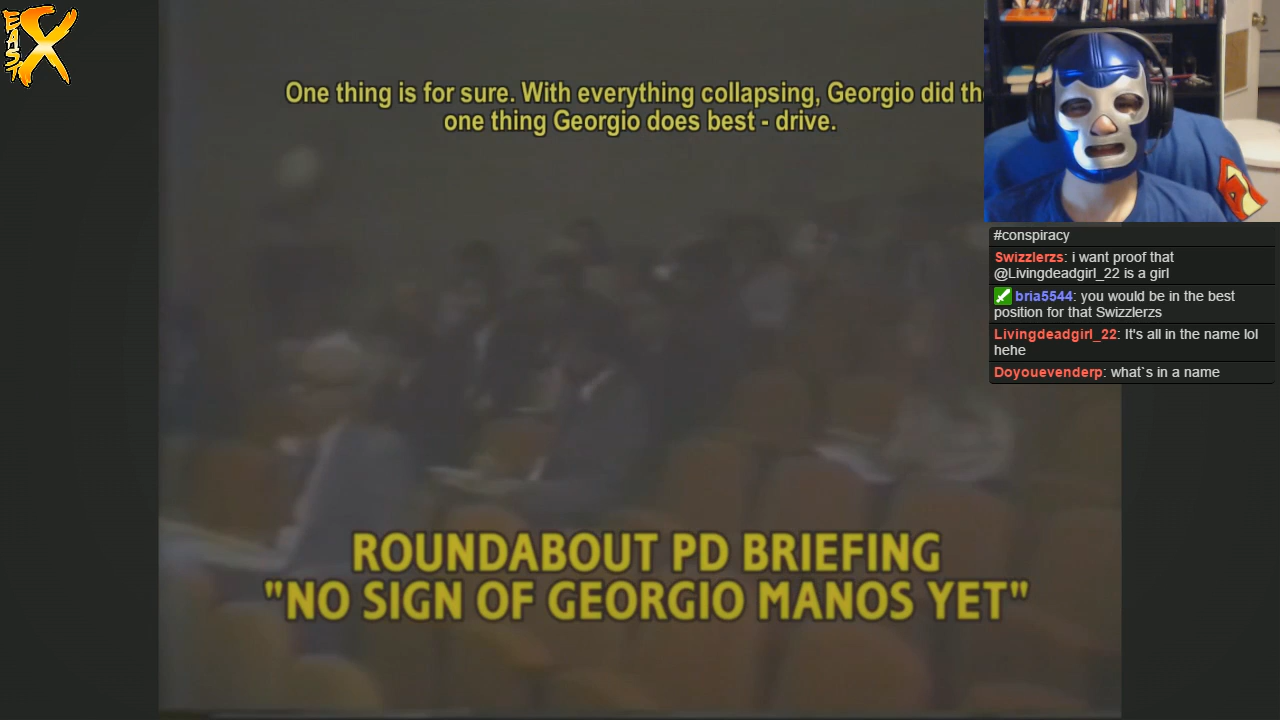 EAST X
One thing is for sure. With everything collapsing, Georgio did the
one thing Georgio does best - drive.
#conspiracy
Swizzlerzs: i want proof that
@Livingdeadgirl_22 is a girl
bria5544: you would be in the best
position for that Swizzlerzs
Livingdeadgirl_22: It's all in the name lol
hehe
Doyouevenderp: what`s in a name
ROUNDABOUT PD BRIEFING
"NO SIGN OF GEORGIO MANOS YET"